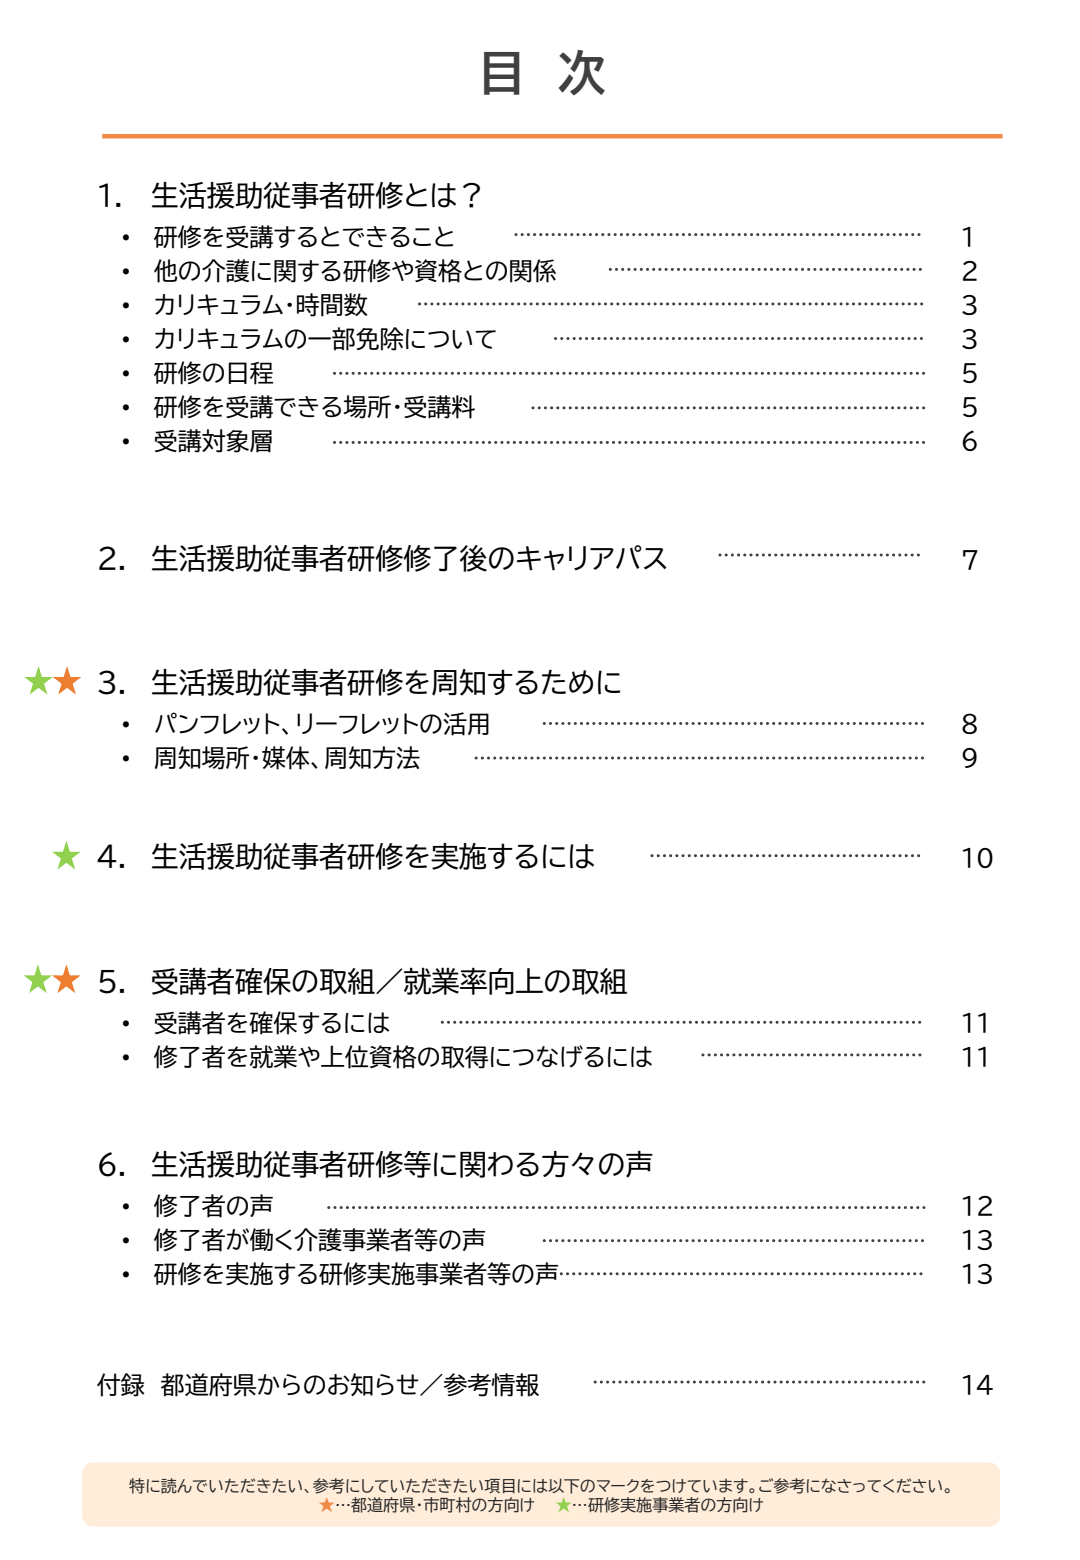 目 次
1. 生活援助従事者研修とは？
• 研修を受講するとできること ………………………………………………………… 1
• 他の介護に関する研修や資格との関係 …………………………………………… 2
• カリキュラム・時間数 ……………………………………………………………………… 3
• カリキュラムの一部免除について …………………………………………………… 3
• 研修の日程 …………………………………………………………………………………… 5
• 研修を受講できる場所・受講料 ……………………………………………………… 5
• 受講対象層 …………………………………………………………………………………… 6
2. 生活援助従事者研修修了後のキャリアパス …………………………… 7
★★ 3. 生活援助従事者研修を周知するために
• パンフレット、リーフレットの活用 ……………………………………………………… 8
• 周知場所・媒体、周知方法 ……………………………………………………………… 9
★ 4. 生活援助従事者研修を実施するには …………………………………… 10
★★ 5. 受講者確保の取組／就業率向上の取組
• 受講者を確保するには …………………………………………………………………… 11
• 修了者を就業や上位資格の取得につなげるには ……………………………… 11
6. 生活援助従事者研修等に関わる方々の声
• 修了者の声 …………………………………………………………………………………… 12
• 修了者が働く介護事業者等の声 ……………………………………………………… 13
• 研修を実施する研修実施事業者等の声…………………………………………………… 13
付録 都道府県からのお知らせ／参考情報 ……………………………………………… 14
特に読んでいただきたい、参考にしていただきたい項目には以下のマークをつけています。ご参考になさってください。
★…都道府県・市町村の方向け ★…研修実施事業者の方向け